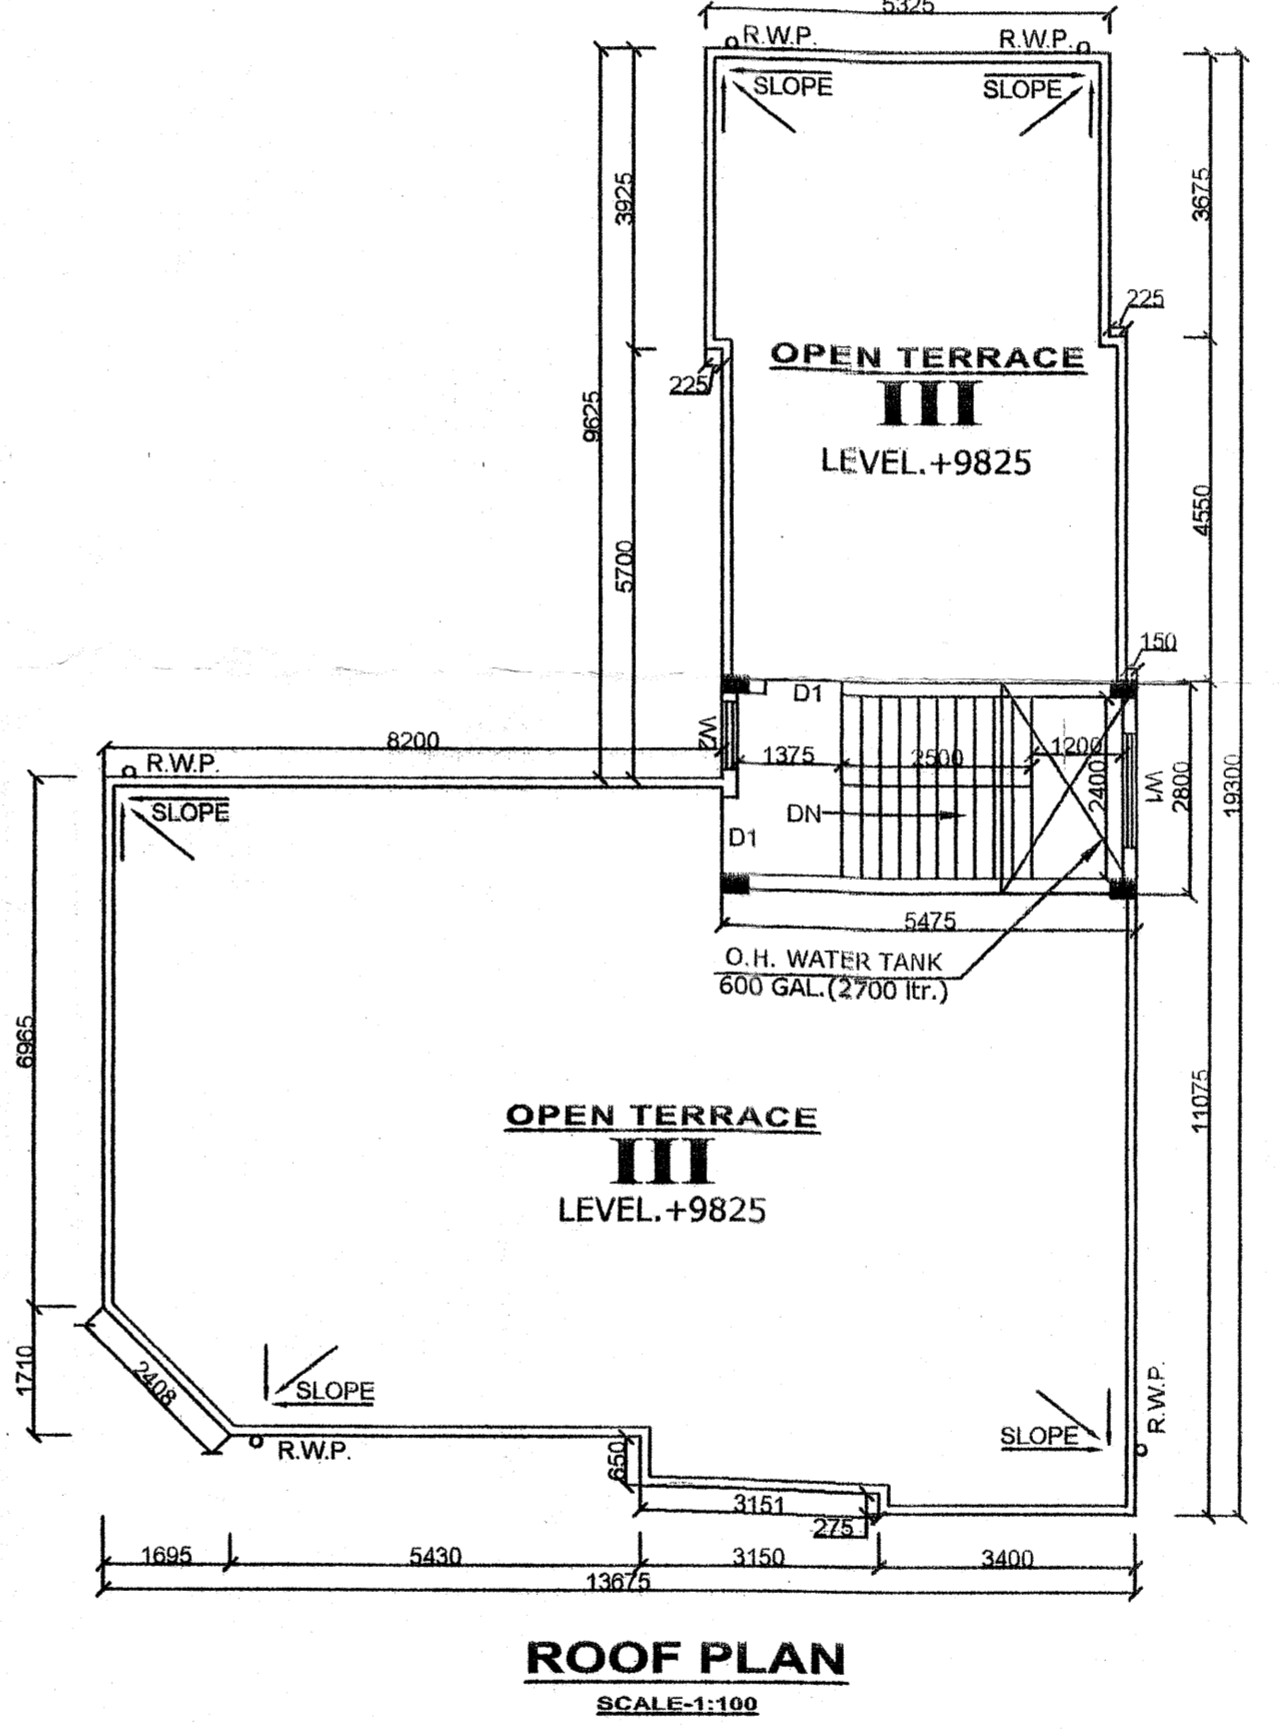 5325
R.W.P.
R.W.P.
SLOPE
SLOPE
3925
3675
225
OPEN TERRACE
III
LEVEL.+9825
225
9625
4550
5700
150
D1
W2
8200
R.W.P.
1375
2500
1200
2400
W1
2800
19300
SLOPE
DN
D1
5475
O.H. WATER TANK
600 GAL.(2700 ltr.)
6965
11075
OPEN TERRACE
III
LEVEL.+9825
1710
2408
SLOPE
R.W.P.
SLOPE
R.W.P.
650
3151
275
1695
5430
3150
3400
13675
ROOF PLAN
SCALE-1:100